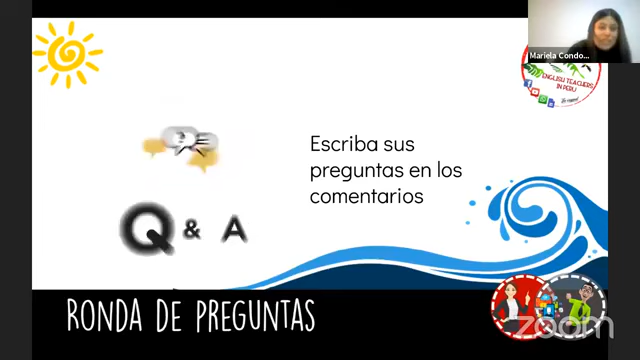 Mariela Condo...
ENGLISH TEACHERS
IN PERU
Escriba sus
preguntas en los
comentarios
Q & A
RONDA DE PREGUNTAS
zoom